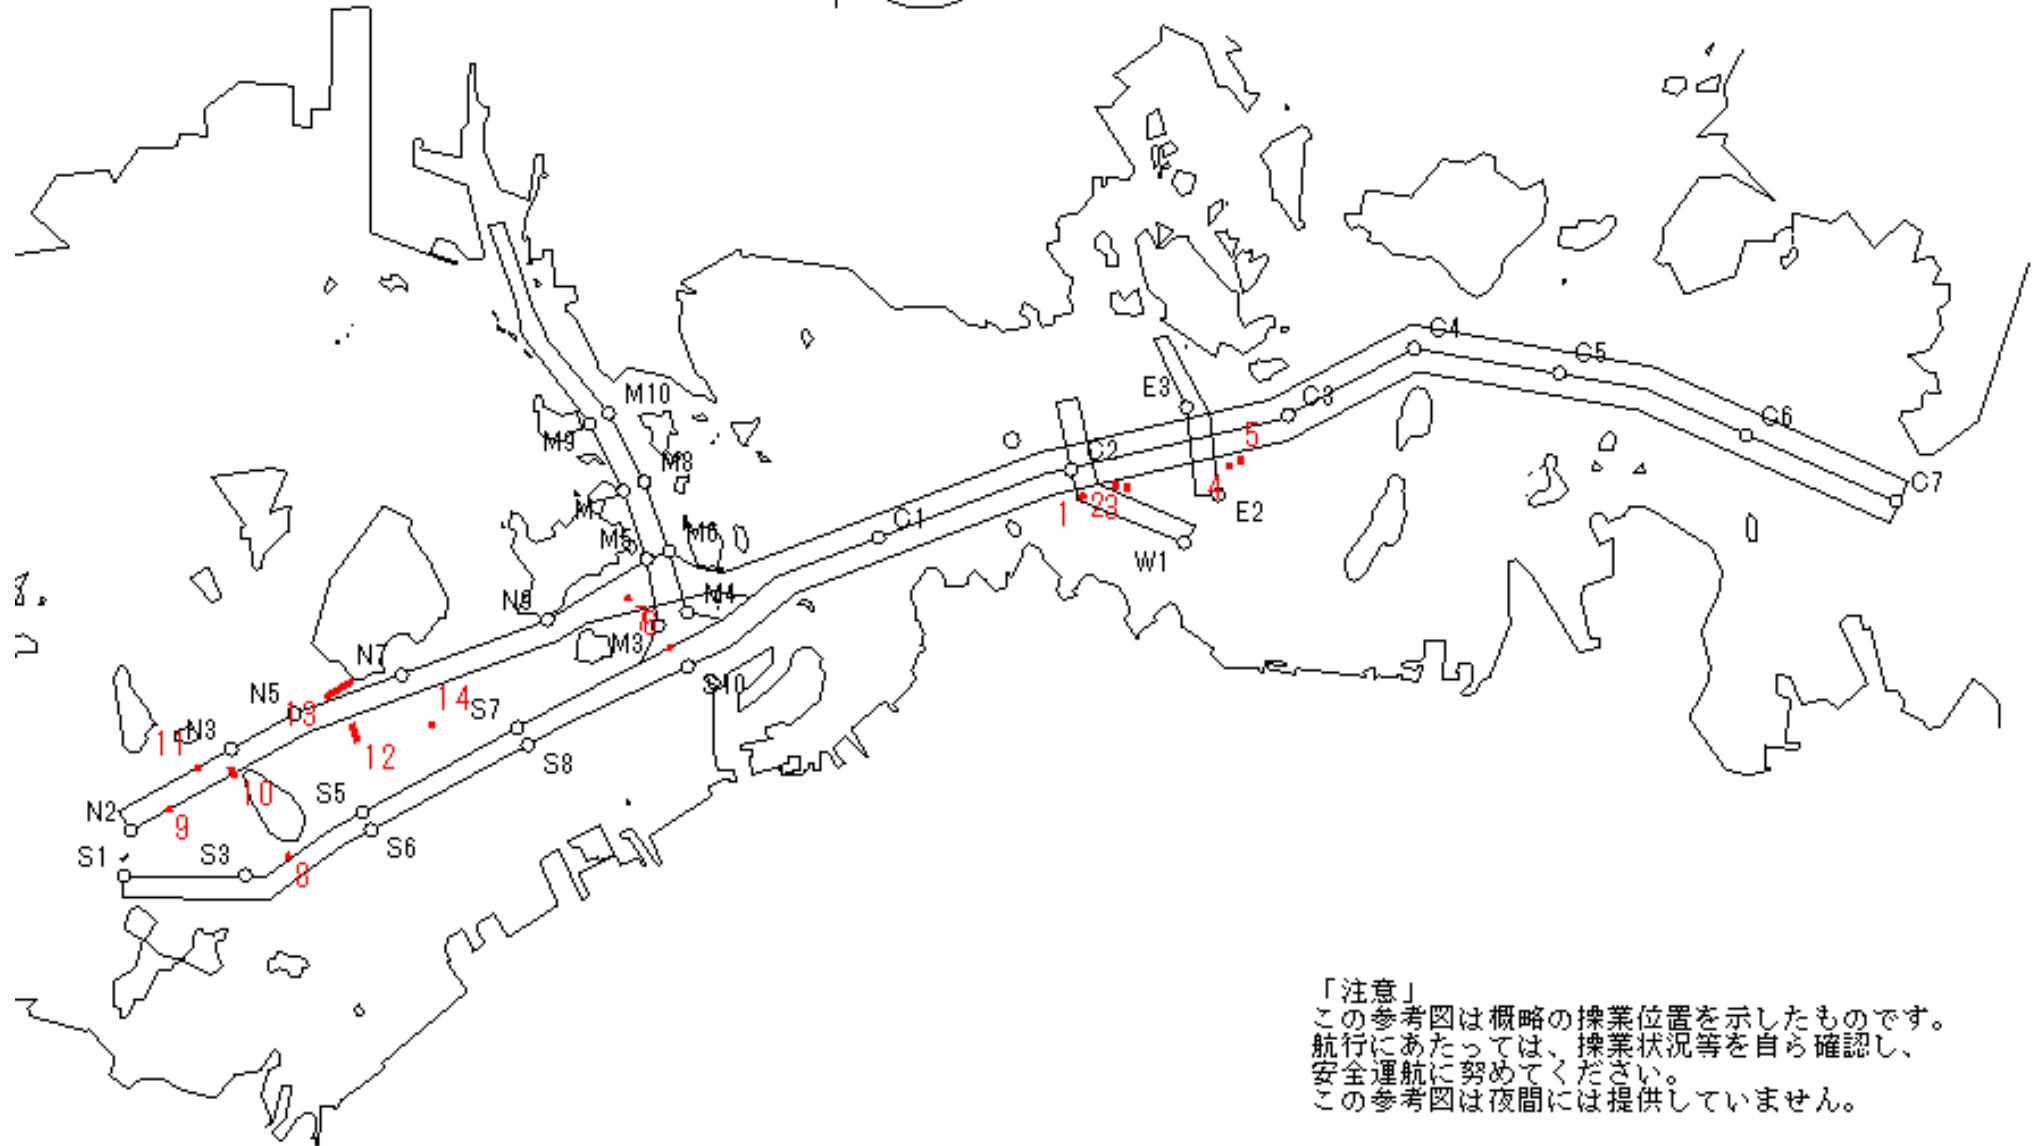 C4
C5
M10
E3
C3
C6
M9
5
M8
C2
C7
M7
4
E2
1
2
3
C1
M5
M6
W1
N9
M4
7
6
M3
N7
S10
N5
13
14
S7
N3
11
12
S8
10
S5
N2
9
S6
S1
S3
8
「注意」
この参考図は概略の操業位置を示したものです。
航行にあたっては、操業状況等を自ら確認し、
安全運航に努めてください。
この参考図は夜間には提供していません。